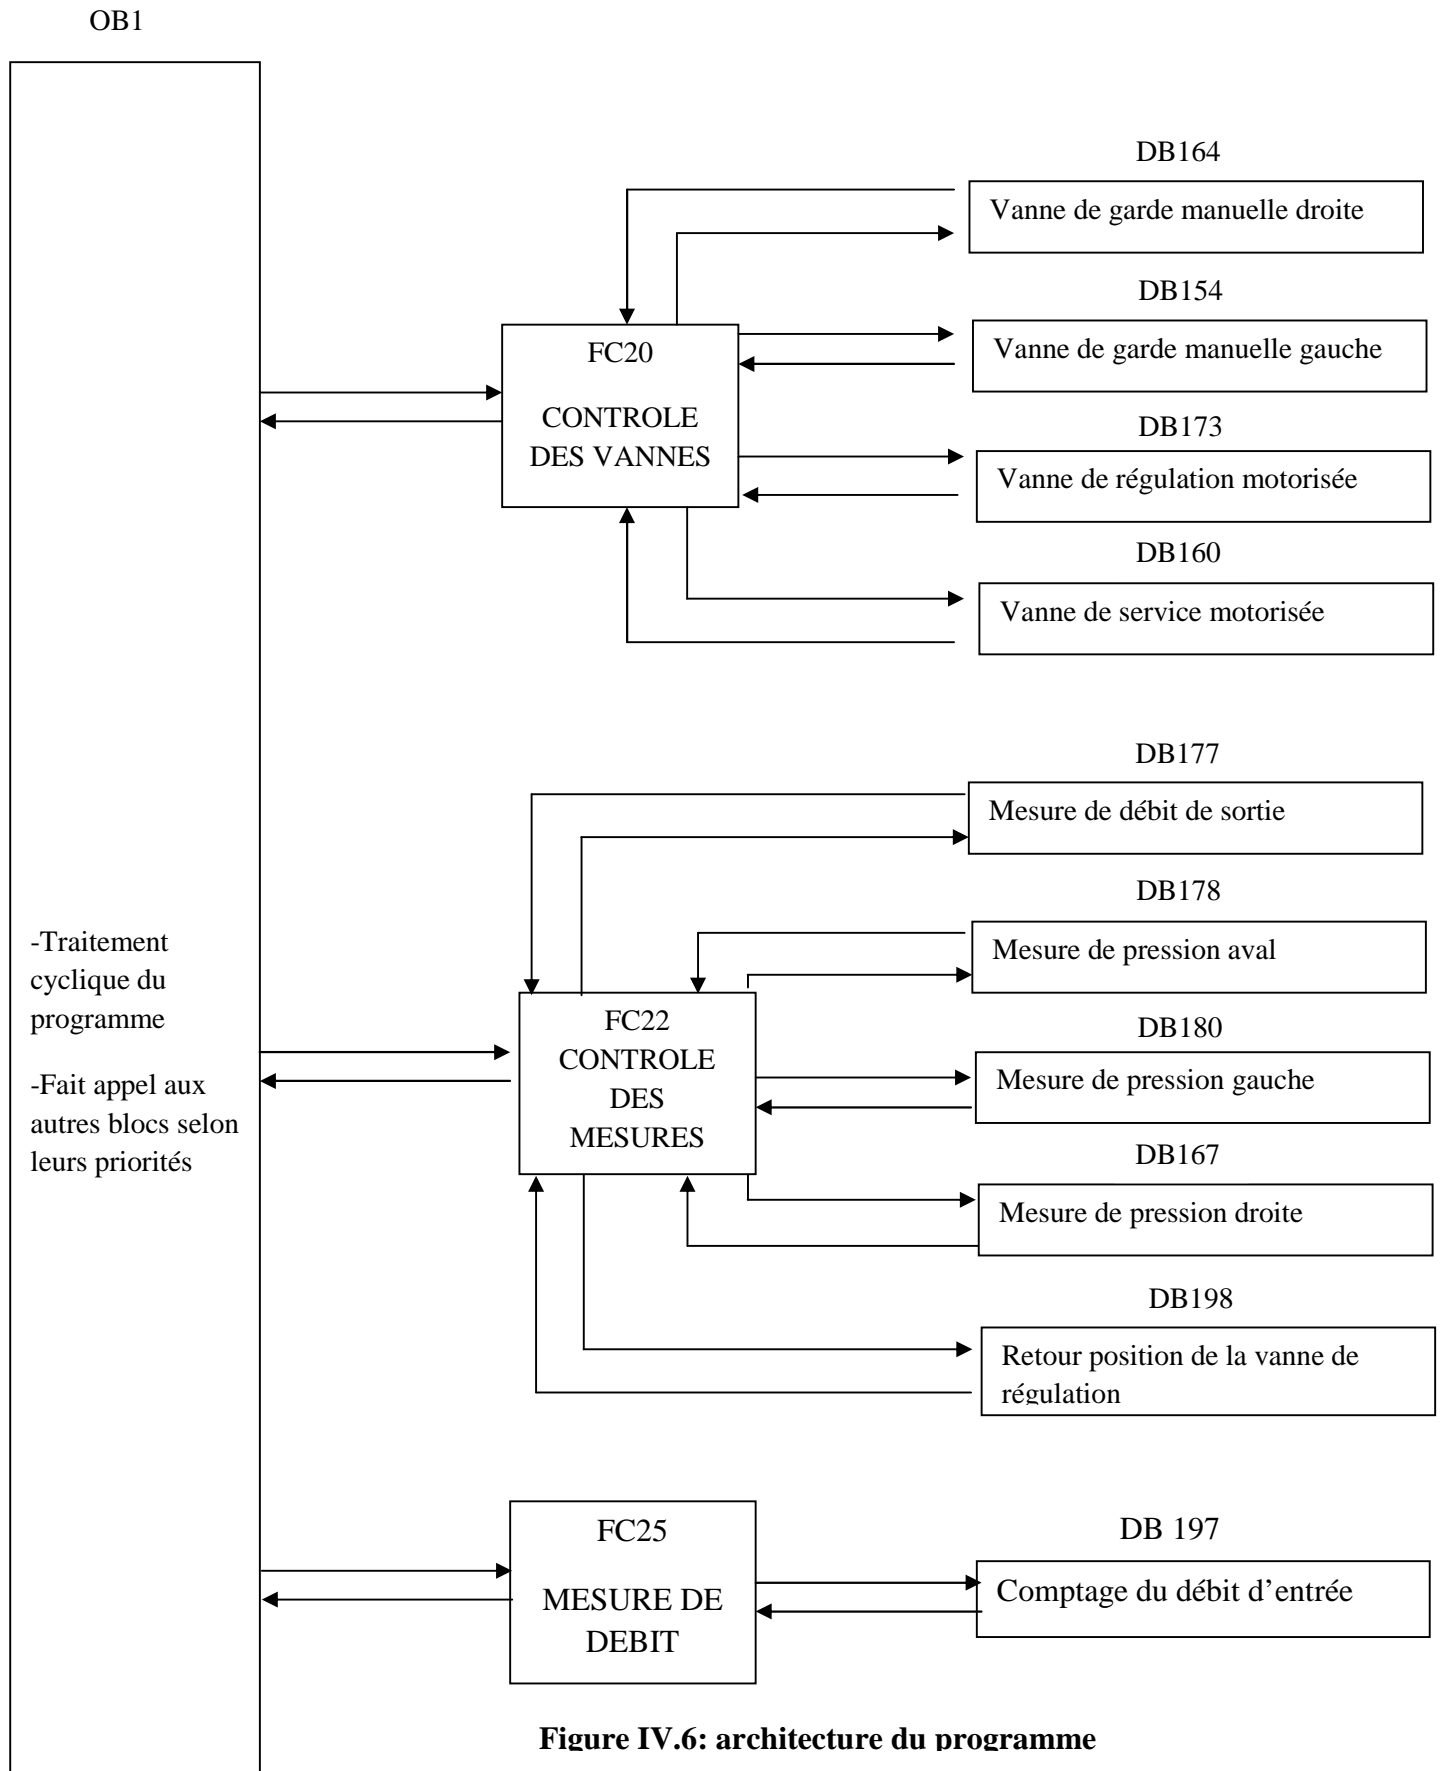 OB1
DB164
Vanne de garde manuelle droite
DB154
Vanne de garde manuelle gauche
FC20
CONTROLE
DES VANNES
DB173
Vanne de régulation motorisée
DB160
Vanne de service motorisée
DB177
Mesure de débit de sortie
DB178
Mesure de pression aval
-Traitement
cyclique du
programme
-Fait appel aux
autres blocs selon
leurs priorités
FC22
CONTROLE
DES
MESURES
DB180
Mesure de pression gauche
DB167
Mesure de pression droite
DB198
Retour position de la vanne de
régulation
FC25
MESURE DE
DEBIT
DB 197
Comptage du débit d’entrée
Figure IV.6: architecture du programme